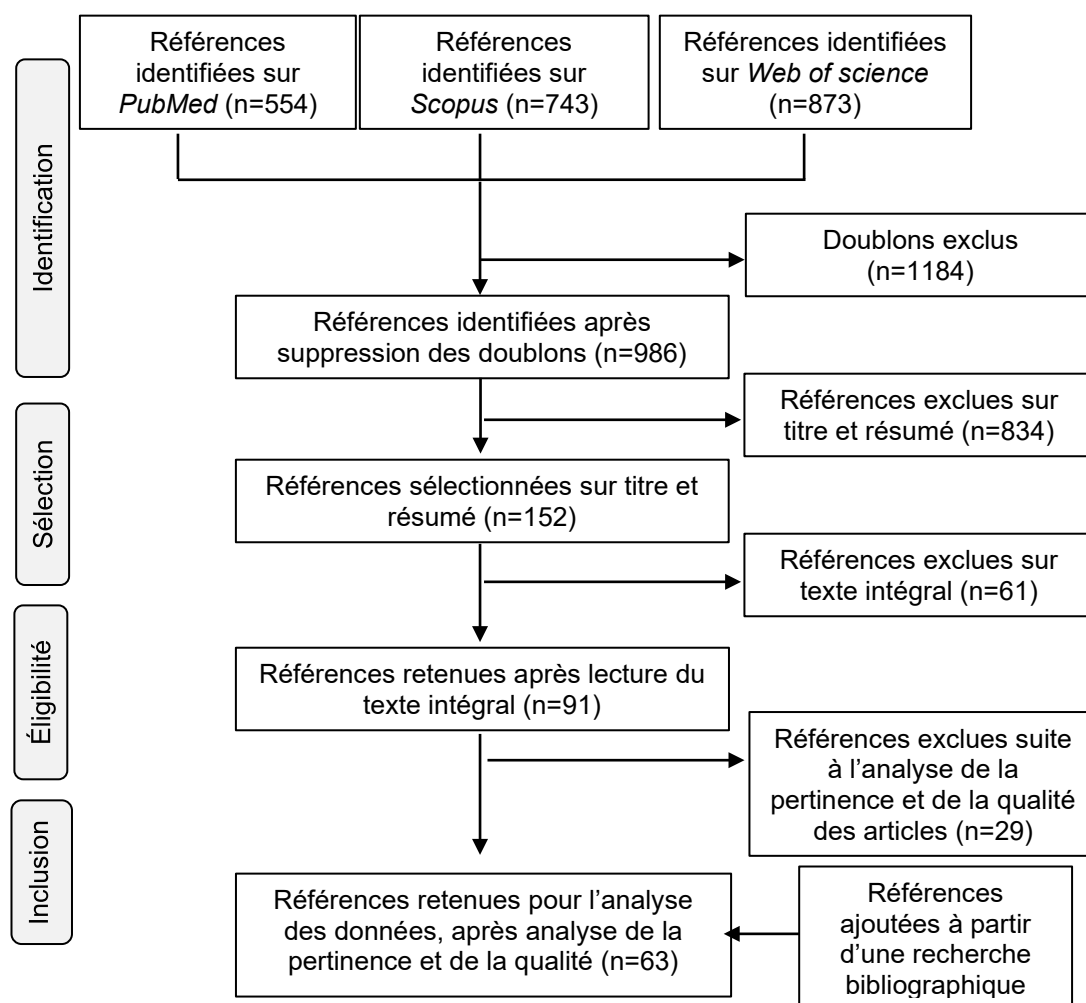 Références
identifiées sur
PubMed (n=554)
Références
identifiées sur
Scopus (n=743)
Références identifiées
sur Web of science
(n=873)
Identification
Doublons exclus
(n=1184)
Références identifiées après
suppression des doublons (n=986)
Références exclues sur
titre et résumé (n=834)
Sélection
Références sélectionnées sur titre et
résumé (n=152)
Références exclues sur
texte intégral (n=61)
Éligibilité
Références retenues après lecture du
texte intégral (n=91)
Références exclues suite
à l’analyse de la
pertinence et de la qualité
des articles (n=29)
Inclusion
Références retenues pour l’analyse
des données, après analyse de la
pertinence et de la qualité (n=63)
Références
ajoutées à partir
d’une recherche
bibliographique